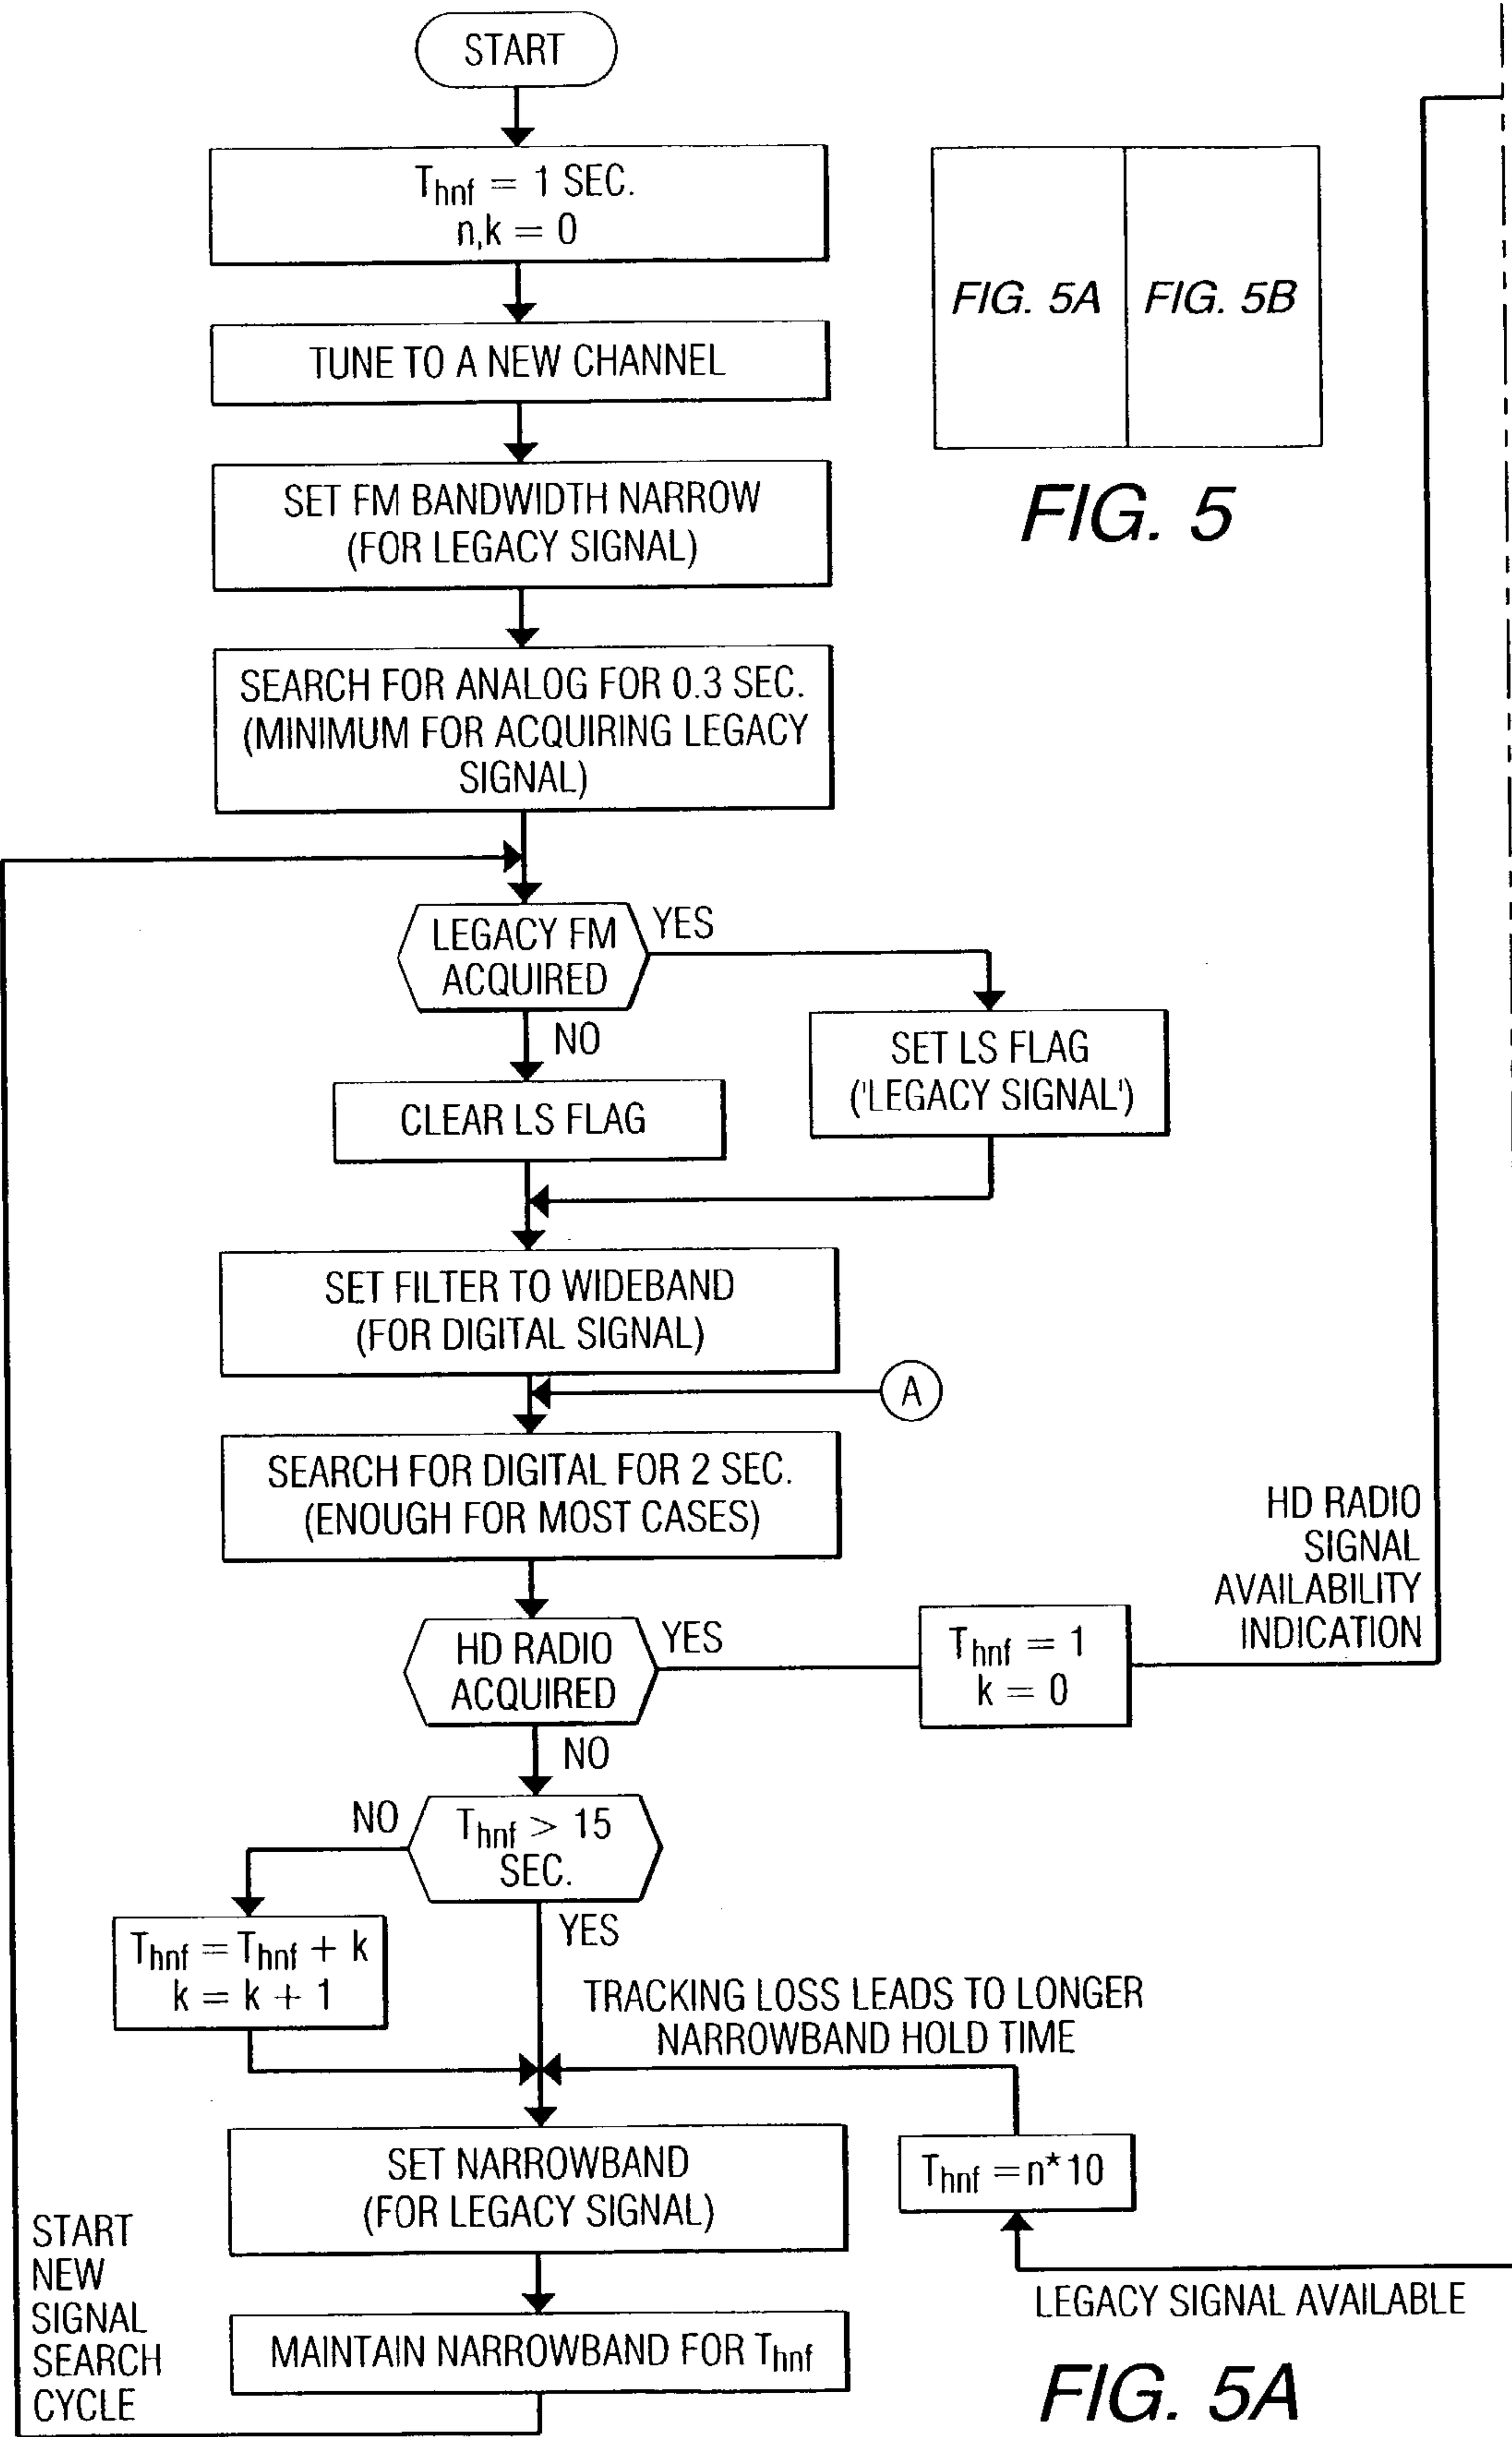 START
Thnf = 1 SEC.
n,k = 0
TUNE TO A NEW CHANNEL
SET FM BANDWIDTH NARROW
(FOR LEGACY SIGNAL)
SEARCH FOR ANALOG FOR 0.3 SEC.
(MINIMUM FOR ACQUIRING LEGACY
SIGNAL)
FIG. 5A
FIG. 5B
FIG. 5
LEGACY FM
ACQUIRED
YES
NO
SET LS FLAG
('LEGACY SIGNAL')
CLEAR LS FLAG
SET FILTER TO WIDEBAND
(FOR DIGITAL SIGNAL)
A
SEARCH FOR DIGITAL FOR 2 SEC.
(ENOUGH FOR MOST CASES)
HD RADIO
ACQUIRED
YES
Thnf = 1
k = 0
HD RADIO
SIGNAL
AVAILABILITY
INDICATION
NO
Thnf > 15
SEC.
NO
YES
Thnf = Thnf + k
k = k + 1
TRACKING LOSS LEADS TO LONGER
NARROWBAND HOLD TIME
SET NARROWBAND
(FOR LEGACY SIGNAL)
Thnf = n*10
LEGACY SIGNAL AVAILABLE
START
NEW
SIGNAL
SEARCH
CYCLE
MAINTAIN NARROWBAND FOR Thnf
FIG. 5A